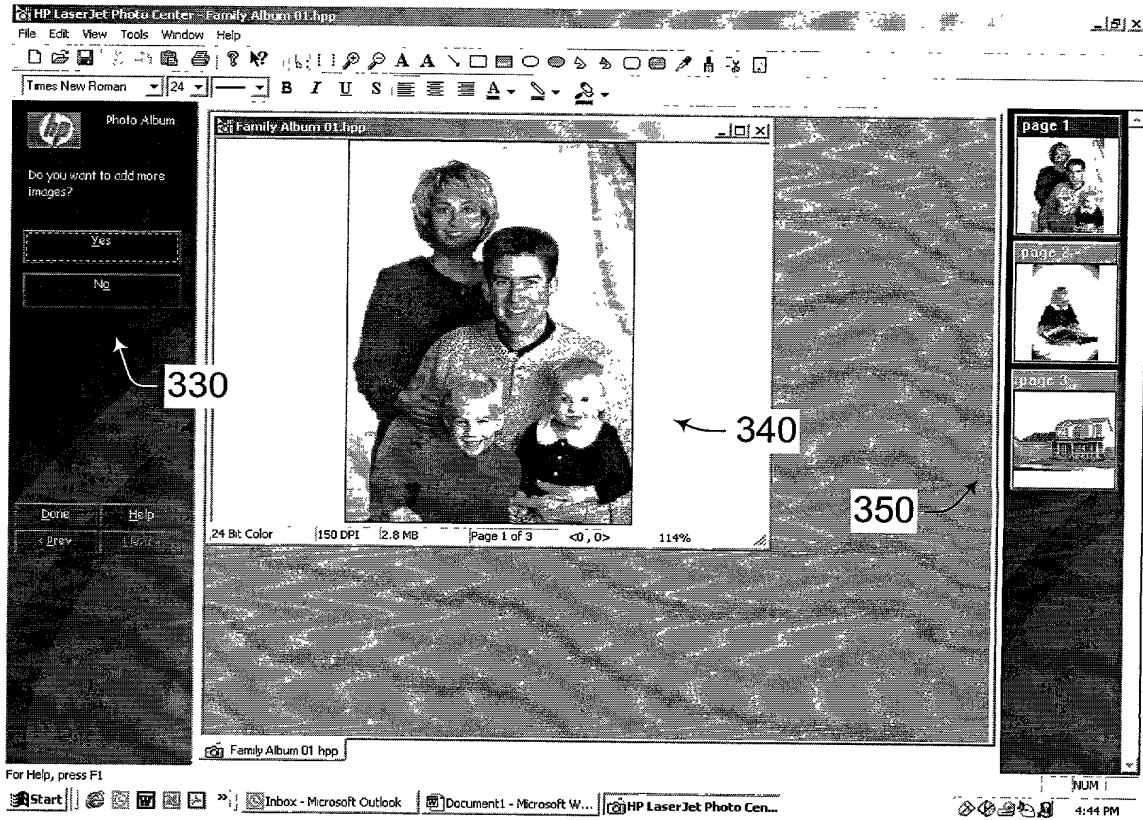 HP LaserJet Photo Center - Family Album 01.hpp
File Edit View Tools Window Help
Times New Roman 24 B I U S A
hp Photo Album
Do you want to add more
images?
Yes
No
330
Done Help
< Prev
Family Album 01.hpp
340
24 Bit Color 150 DPI 2.8 MB Page 1 of 3 <0, 0> 114%
page 1
page 2
page 3
350
Family Album 01 hpp
For Help, press F1
NUM
Start Inbox - Microsoft Outlook Document1 - Microsoft W... HP LaserJet Photo Cen... 4:44 PM